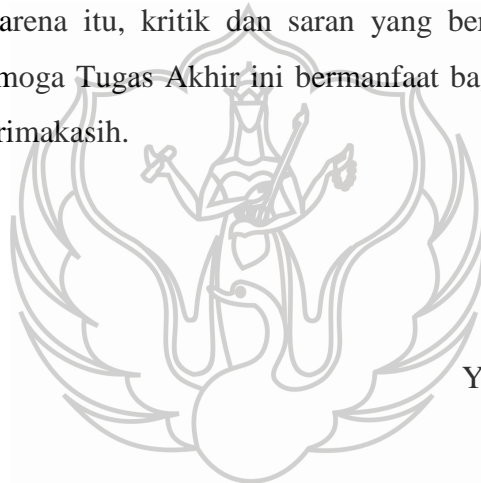 arena itu, kritik dan saran yang ber
moga Tugas Akhir ini bermanfaat ba
rimakasih.
Y